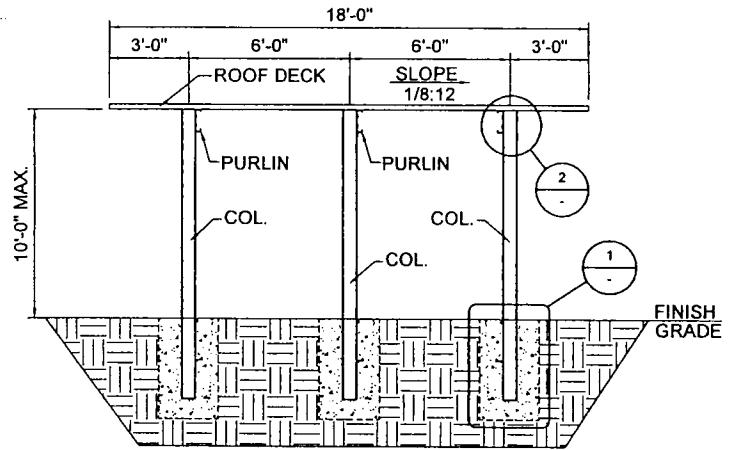 18'-0"
3'-0" 6'-0" 6'-0" 3'-0"
ROOF DECK
SLOPE
1/8:12
PURLIN
PURLIN
2
-
10'-0" MAX.
COL.
COL.
COL.
1
-
FINISH
GRADE